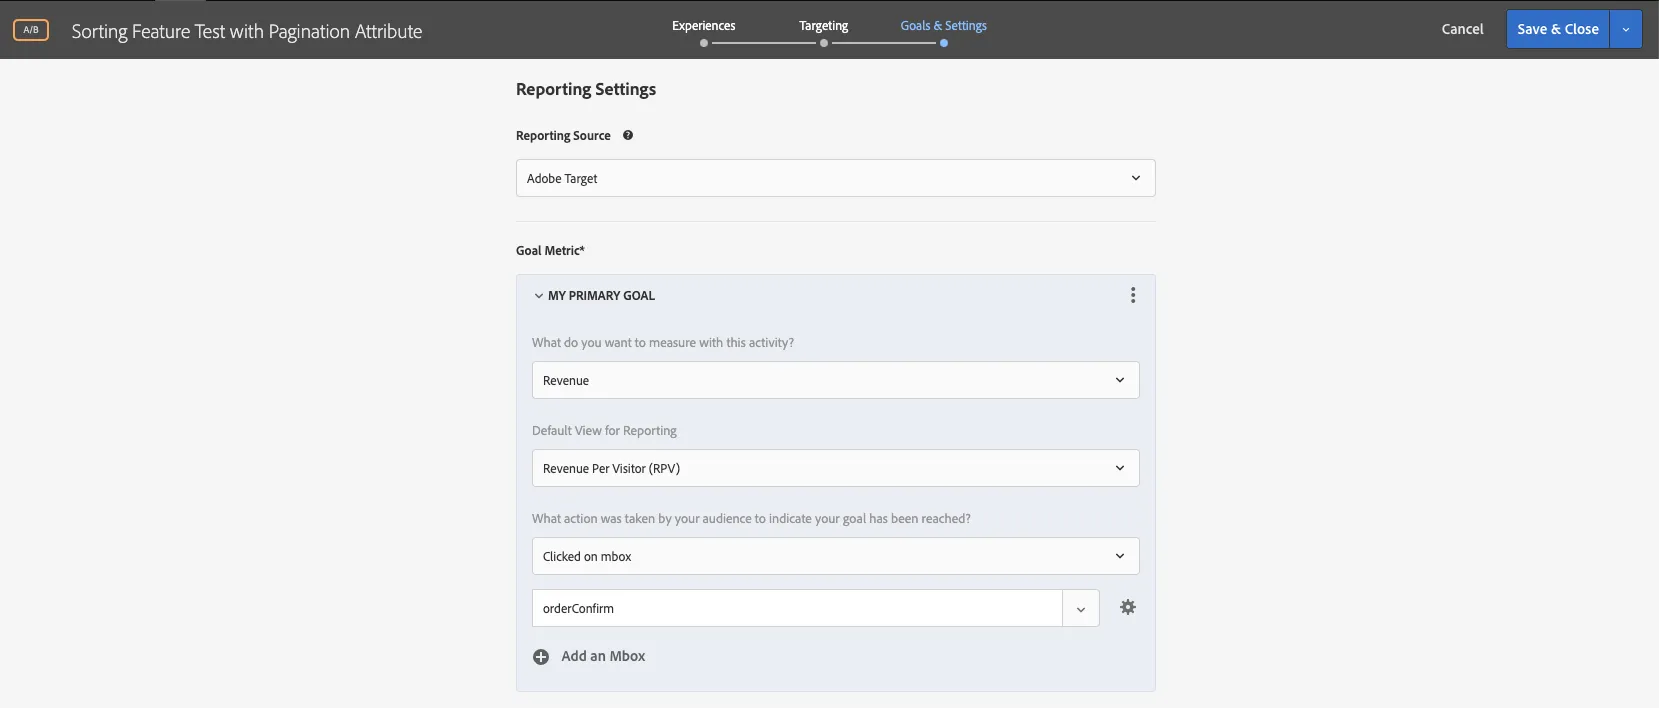 A/B Sorting Feature Test with Pagination Attribute Experiences Targeting Goals & Settings Cancel Save & Close
Reporting Settings
Reporting Source ?
Adobe Target
Goal Metric*
MY PRIMARY GOAL
What do you want to measure with this activity?
Revenue
Default View for Reporting
Revenue Per Visitor (RPV)
What action was taken by your audience to indicate your goal has been reached?
Clicked on mbox
orderConfirm
Add an Mbox